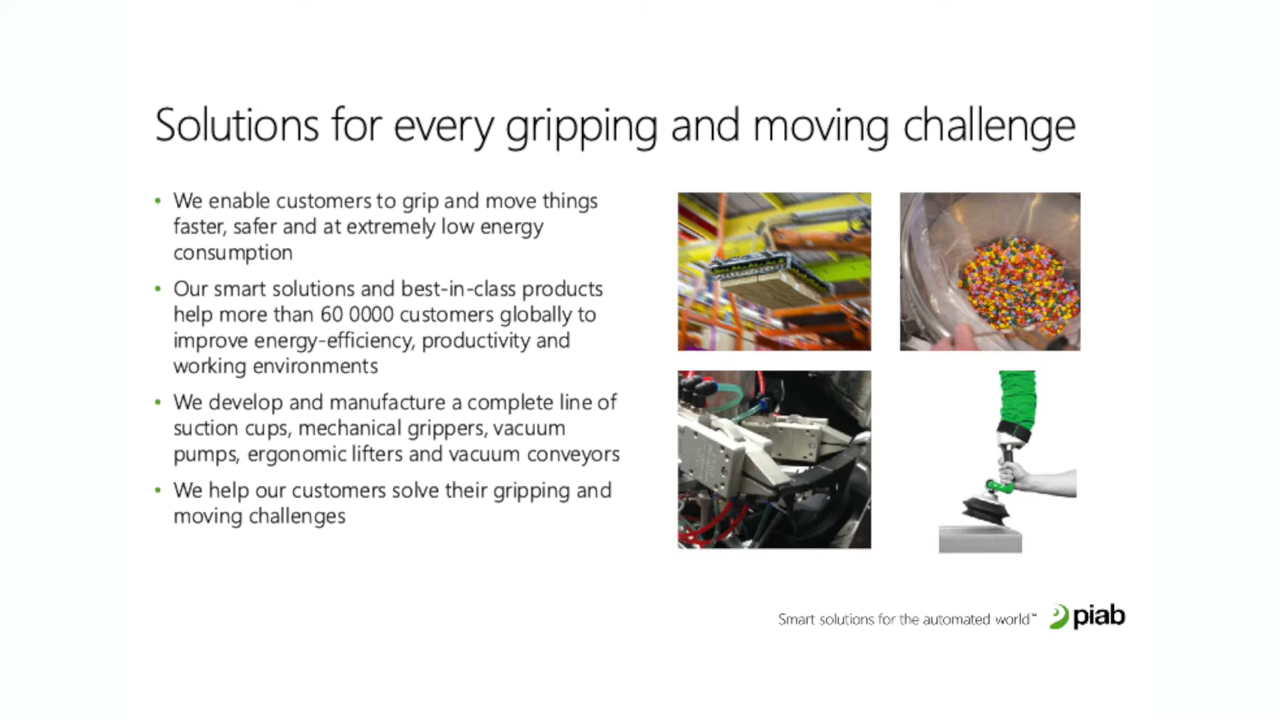 Solutions for every gripping and moving challenge
• We enable customers to grip and move things
faster, safer and at extremely low energy
consumption
• Our smart solutions and best-in-class products
help more than 60 0000 customers globally to
improve energy-efficiency, productivity and
working environments
• We develop and manufacture a complete line of
suction cups, mechanical grippers, vacuum
pumps, ergonomic lifters and vacuum conveyors
• We help our customers solve their gripping and
moving challenges
Smart solutions for the automated world™ piab